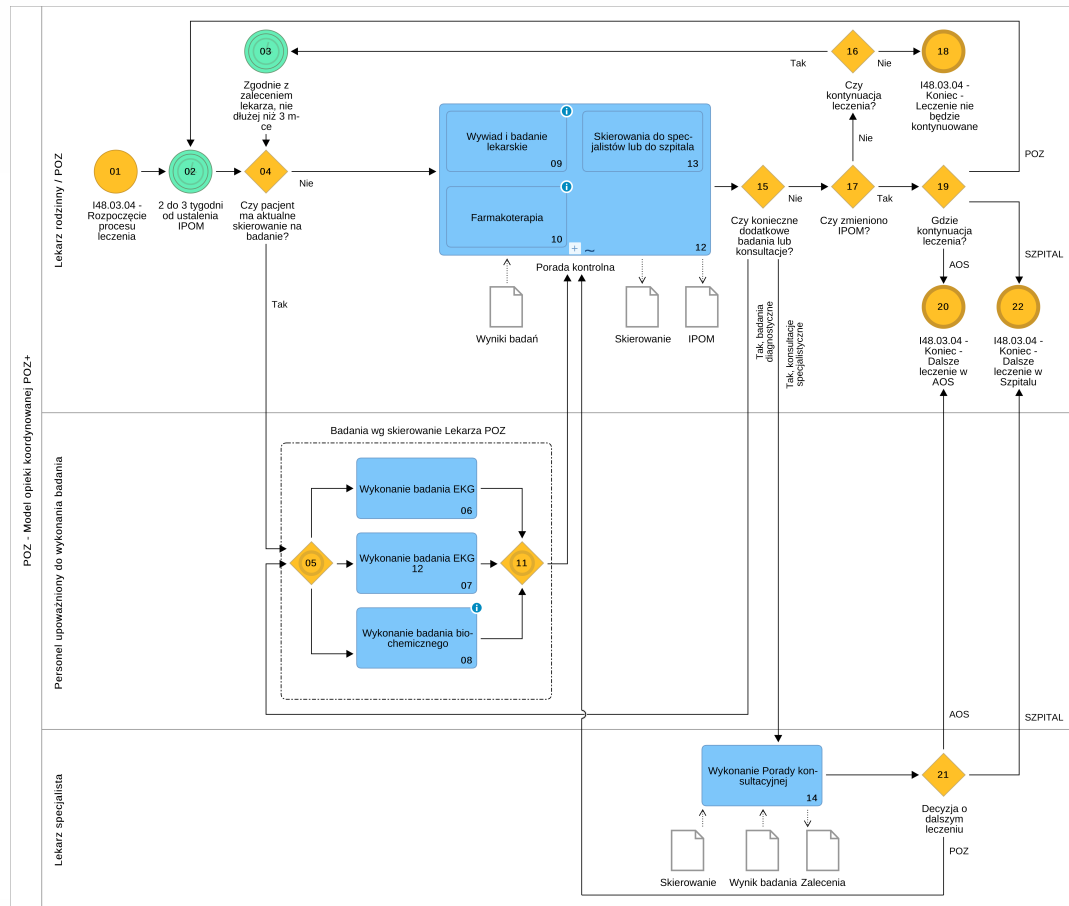 POZ - Model opieki koordynowanej POZ+
Lekarz rodzinny / POZ
03
Zgodnie z
zaleceniem
lekarza, nie
dłużej niż 3 m-
ce
01
I48.03.04 -
Rozpoczęcie
procesu
leczenia
02
2 do 3 tygodni
od ustalenia
IPOM
04
Czy pacjent
ma aktualne
skierowanie na
badanie?
Nie
Tak
Wywiad i badanie
lekarskie
09
Skierowania do spec-
jalistów lub do szpitala
13
Farmakoterapia
10
12
Porada kontrolna
Wyniki badań
Skierowanie
IPOM
15
Czy konieczne
dodatkowe
badania lub
konsultacje?
Nie
Tak, badania
diagnostyczne
Tak, konsultacje
specjalistyczne
17
Czy zmieniono
IPOM?
Nie
Tak
16
Czy
kontynuacja
leczenia?
Tak
Nie
18
I48.03.04 -
Koniec -
Leczenie nie
będzie
kontynuowane
19
Gdzie
kontynuacja
leczenia?
POZ
SZPITAL
AOS
20
I48.03.04 -
Koniec -
Dalsze
leczenie w
AOS
22
I48.03.04 -
Koniec -
Dalsze
leczenie w
Szpitalu
Personel upoważniony do wykonania badania
Badania wg skierowanie Lekarza POZ
05
Wykonanie badania EKG
06
Wykonanie badania EKG
12
07
Wykonanie badania bio-
chemicznego
08
11
AOS
SZPITAL
Lekarz specjalista
Wykonanie Porady kon-
sultacyjnej
14
Skierowanie
Wynik badania
Zalecenia
21
Decyzja o
dalszym
leczeniu
POZ